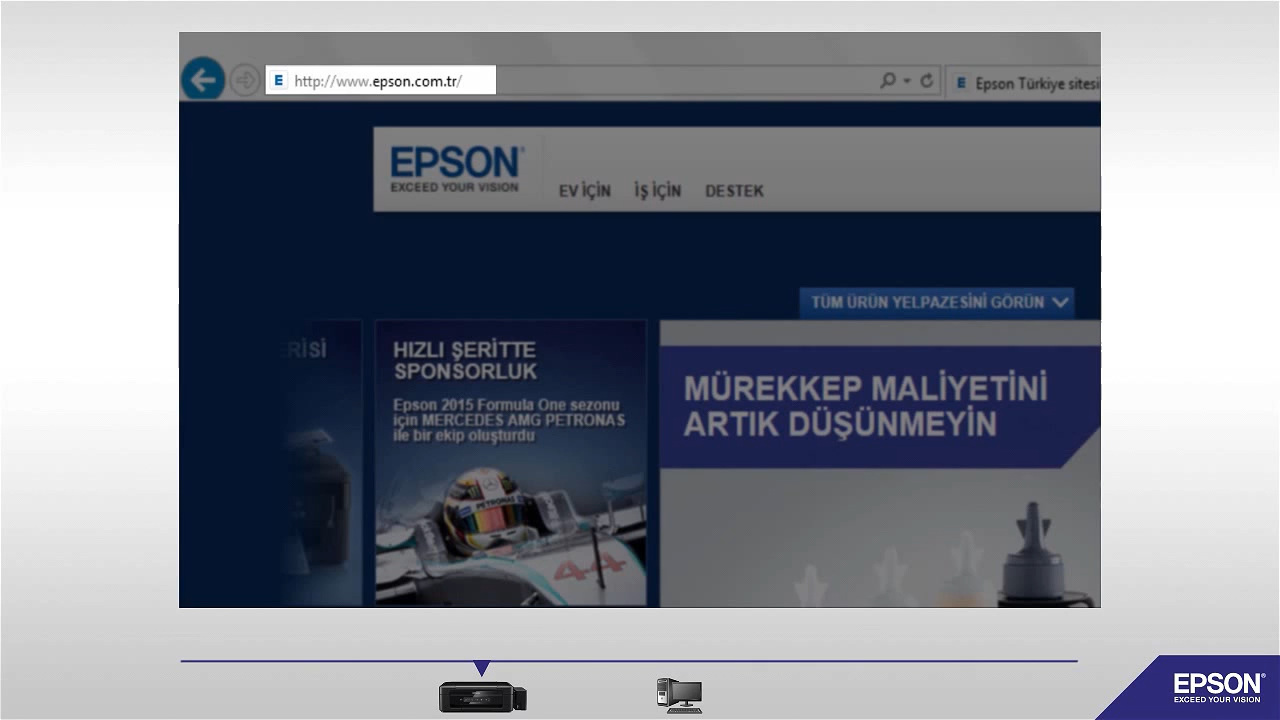 http://www.epson.com.tr/
Epson Türkiye sitesi
EPSON
EXCEED YOUR VISION
EV İÇİN İŞ İÇİN DESTEK
TÜM ÜRÜN YELPAZESİNİ GÖRÜN
HIZLI ŞERİTTE
SPONSORLUK
Epson 2015 Formula One sezonu
için MERCEDES AMG PETRONAS
ile bir ekip oluşturdu
PETRONAS
44
MÜREKKEP MALİYETİNİ
ARTIK DÜŞÜNMEYİN
EPSON
EXCEED YOUR VISION